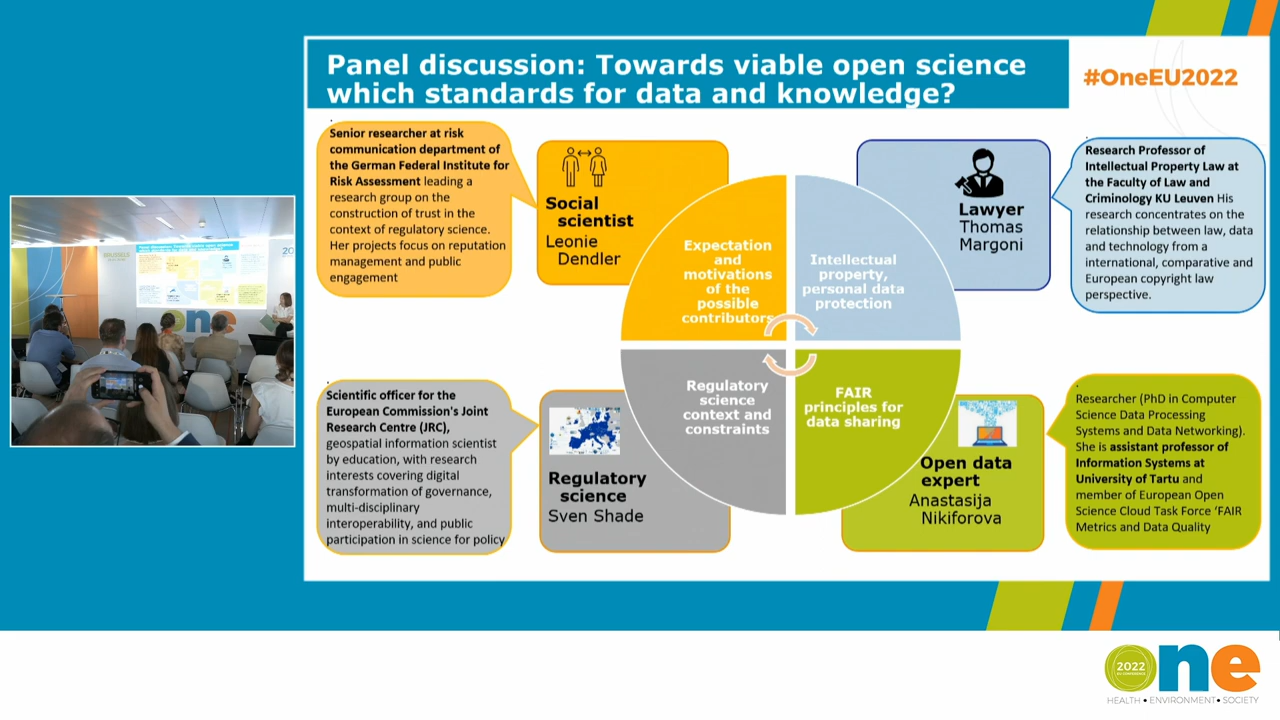 Panel discussion: Towards viable open science
which standards for data and knowledge?
#OneEU2022
Senior researcher at risk
communication department of
the German Federal Institute for
Risk Assessment leading a
research group on the
construction of trust in the
context of regulatory science.
Her projects focus on reputation
management and public
engagement
Social
scientist
Leonie
Dendler
Expectation
and
motivations
of the
possible
contributors
Intellectual
property,
personal data
protection
Lawyer
Thomas
Margoni
Research Professor of
Intellectual Property Law at
the Faculty of Law and
Criminology KU Leuven His
research concentrates on the
relationship between law, data
and technology from a
international, comparative and
European copyright law
perspective.
Scientific officer for the
European Commission's Joint
Research Centre (JRC),
geospatial information scientist
by education, with research
interests covering digital
transformation of governance,
multi-disciplinary
interoperability, and public
participation in science for policy
Regulatory
science
Sven Shade
Regulatory
science
context and
constraints
FAIR
principles for
data sharing
Open data
expert
Anastasija
Nikiforova
Researcher (PhD in Computer
Science Data Processing
Systems and Data Networking).
She is assistant professor of
Information Systems at
University of Tartu and
member of European Open
Science Cloud Task Force ‘FAIR
Metrics and Data Quality
one
2022
one
HEALTH • ENVIRONMENT • SOCIETY